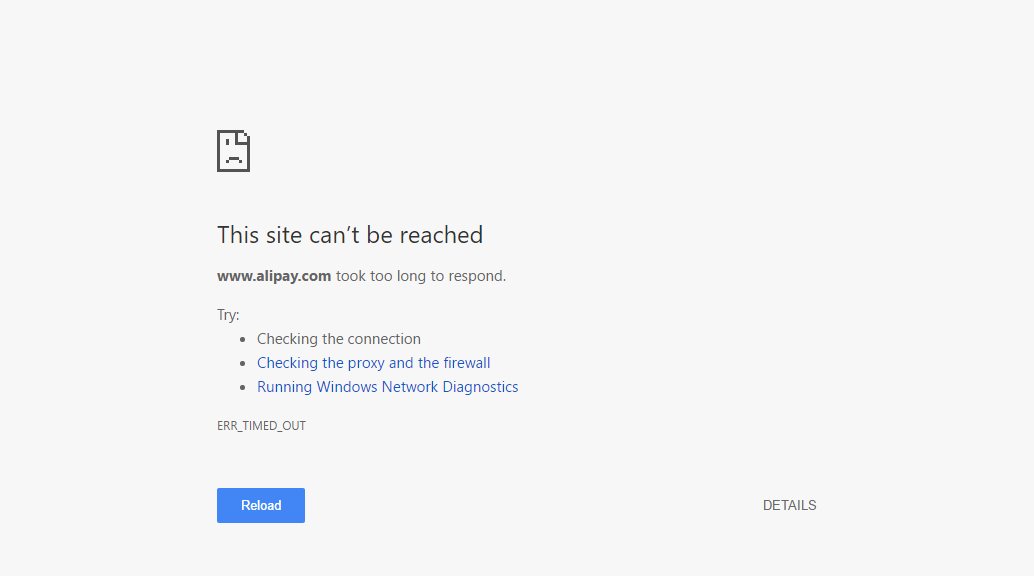 This site can’t be reached
www.alipay.com took too long to respond.
Try:
Checking the connection
Checking the proxy and the firewall
Running Windows Network Diagnostics
ERR_TIMED_OUT
Reload
DETAILS